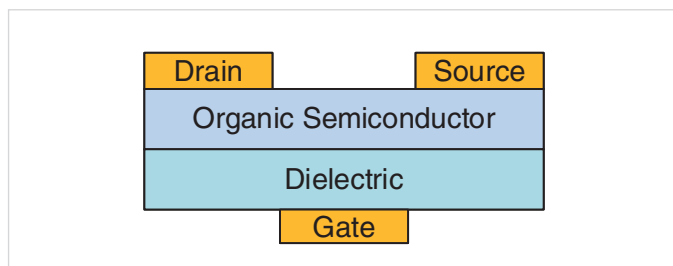 Drain
Source
Organic Semiconductor
Dielectric
Gate